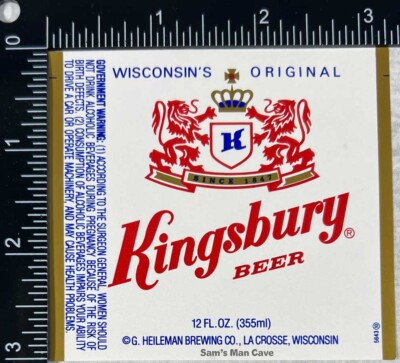 0 1 2 3
1
2
3
WISCONSIN'S ORIGINAL
K
SINCE 1847
Kingsbury®
BEER
12 FL. OZ. (355ml)
©G. HEILEMAN BREWING CO., LA CROSSE, WISCONSIN
Sam's Man Cave
GOVERNMENT WARNING: (1) ACCORDING TO THE SURGEON GENERAL, WOMEN SHOULD
NOT DRINK ALCOHOLIC BEVERAGES DURING PREGNANCY BECAUSE OF THE RISK OF
BIRTH DEFECTS. (2) CONSUMPTION OF ALCOHOLIC BEVERAGES IMPAIRS YOUR ABILITY
TO DRIVE A CAR OR OPERATE MACHINERY, AND MAY CAUSE HEALTH PROBLEMS.
5643